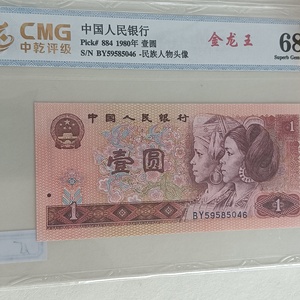 CMG
中乾评级
中国人民银行
Pick# 884 1980年 壹圆
S/N BY59585046 -民族人物头像
金龙王
68
Superb Gem
中国人民银行
壹圆
1
1
BY59585046